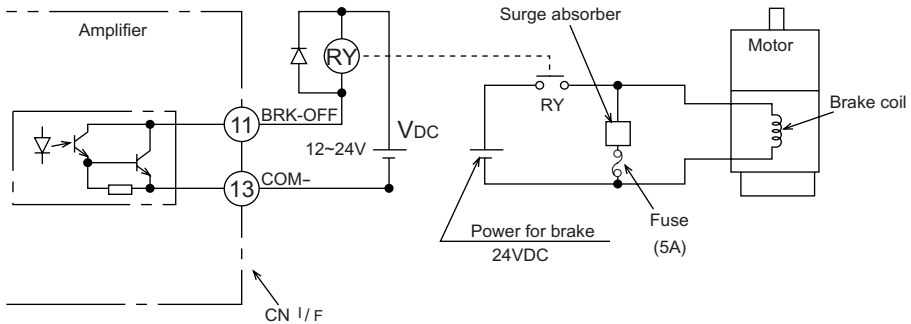 Amplifier
RY
11
BRK-OFF
VDC
12~24V
13
COM−
CN I/F
Surge absorber
RY
Motor
Brake coil
Fuse
(5A)
Power for brake
24VDC